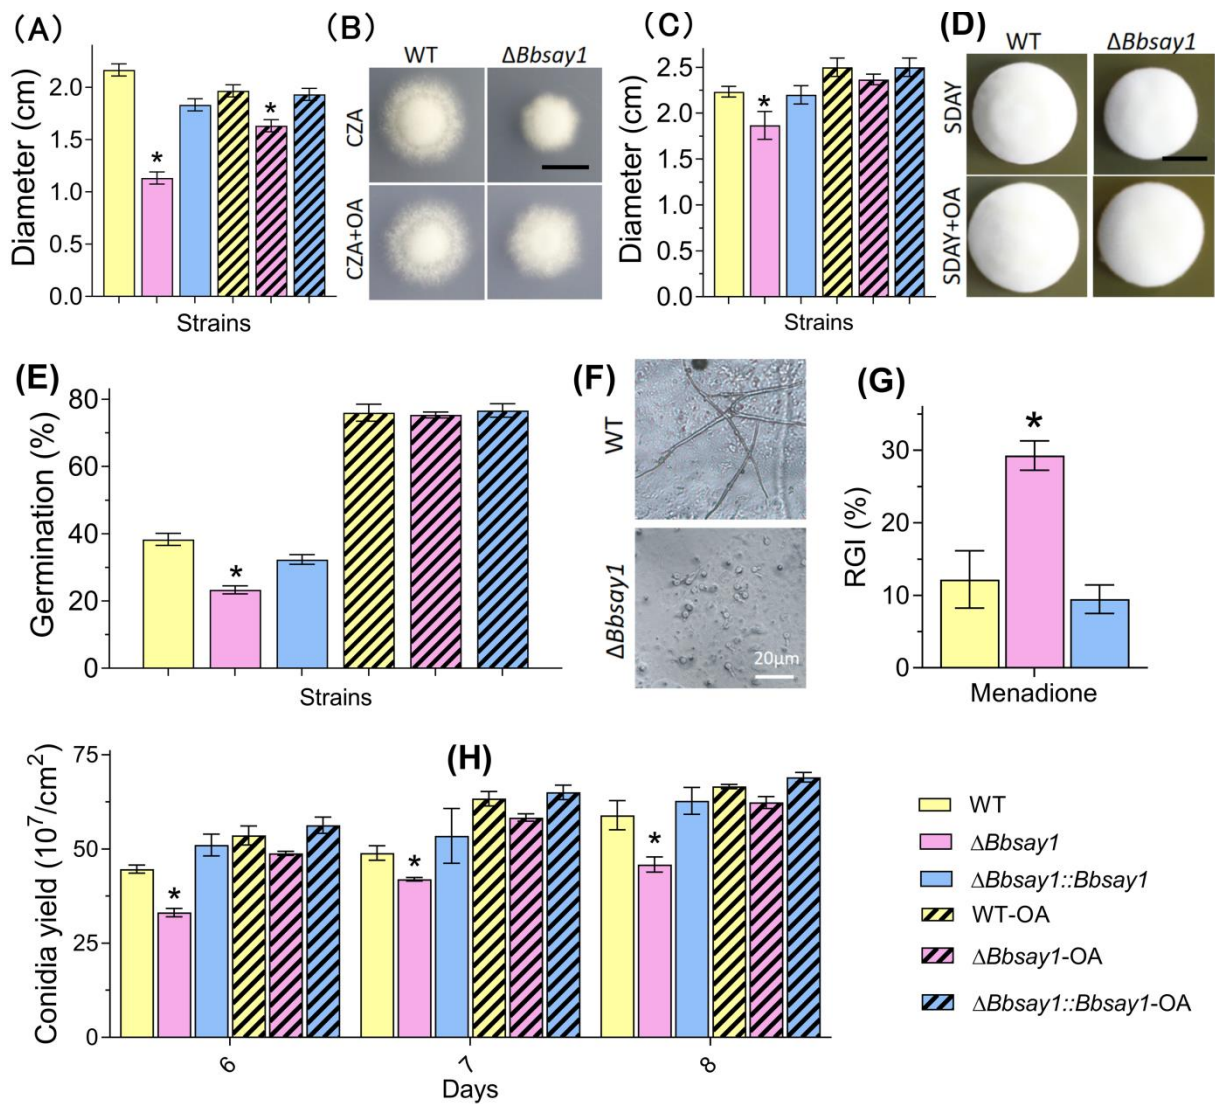 (A)
Diameter (cm)
2.0
1.5
1.0
0.5
0.0
*
*
Strains
(B)
WT
ΔBbsay1
CZA
CZA+OA
(C)
Diameter (cm)
2.5
2.0
1.5
1.0
0.5
0.0
*
Strains
(D)
WT
ΔBbsay1
SDAY
SDAY+OA
(E)
Germination (%)
80
60
40
20
0
*
Strains
(F)
WT
ΔBbsay1
20μm
(G)
RGI (%)
30
20
10
0
*
Menadione
(H)
Conidia yield (10⁷/cm²)
75
50
25
0
*
*
*
6
7
8
Days
WT
ΔBbsay1
ΔBbsay1::Bbsay1
WT-OA
ΔBbsay1-OA
ΔBbsay1::Bbsay1-OA